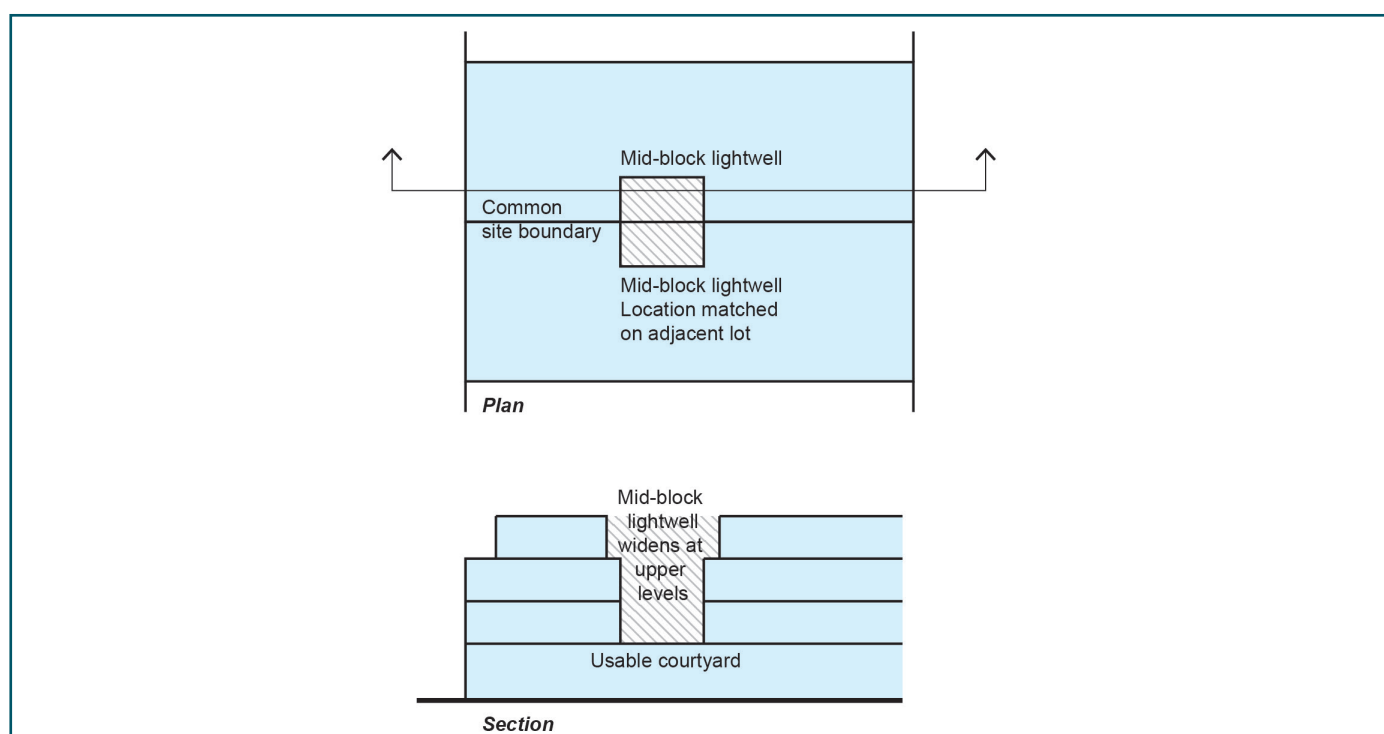 Mid-block lightwell
Common
site boundary
Mid-block lightwell
Location matched
on adjacent lot
Plan
Mid-block
lightwell
widens at
upper
levels
Usable courtyard
Section